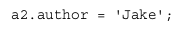 a2.author = 'Jake';